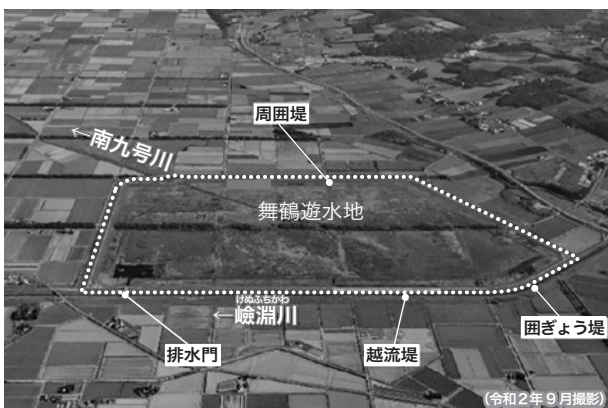 周囲堤
←南九号川
舞鶴遊水地
けぬふちかわ
←嶮淵川
囲ぎょう堤
排水門
越流堤
(令和2年9月撮影)